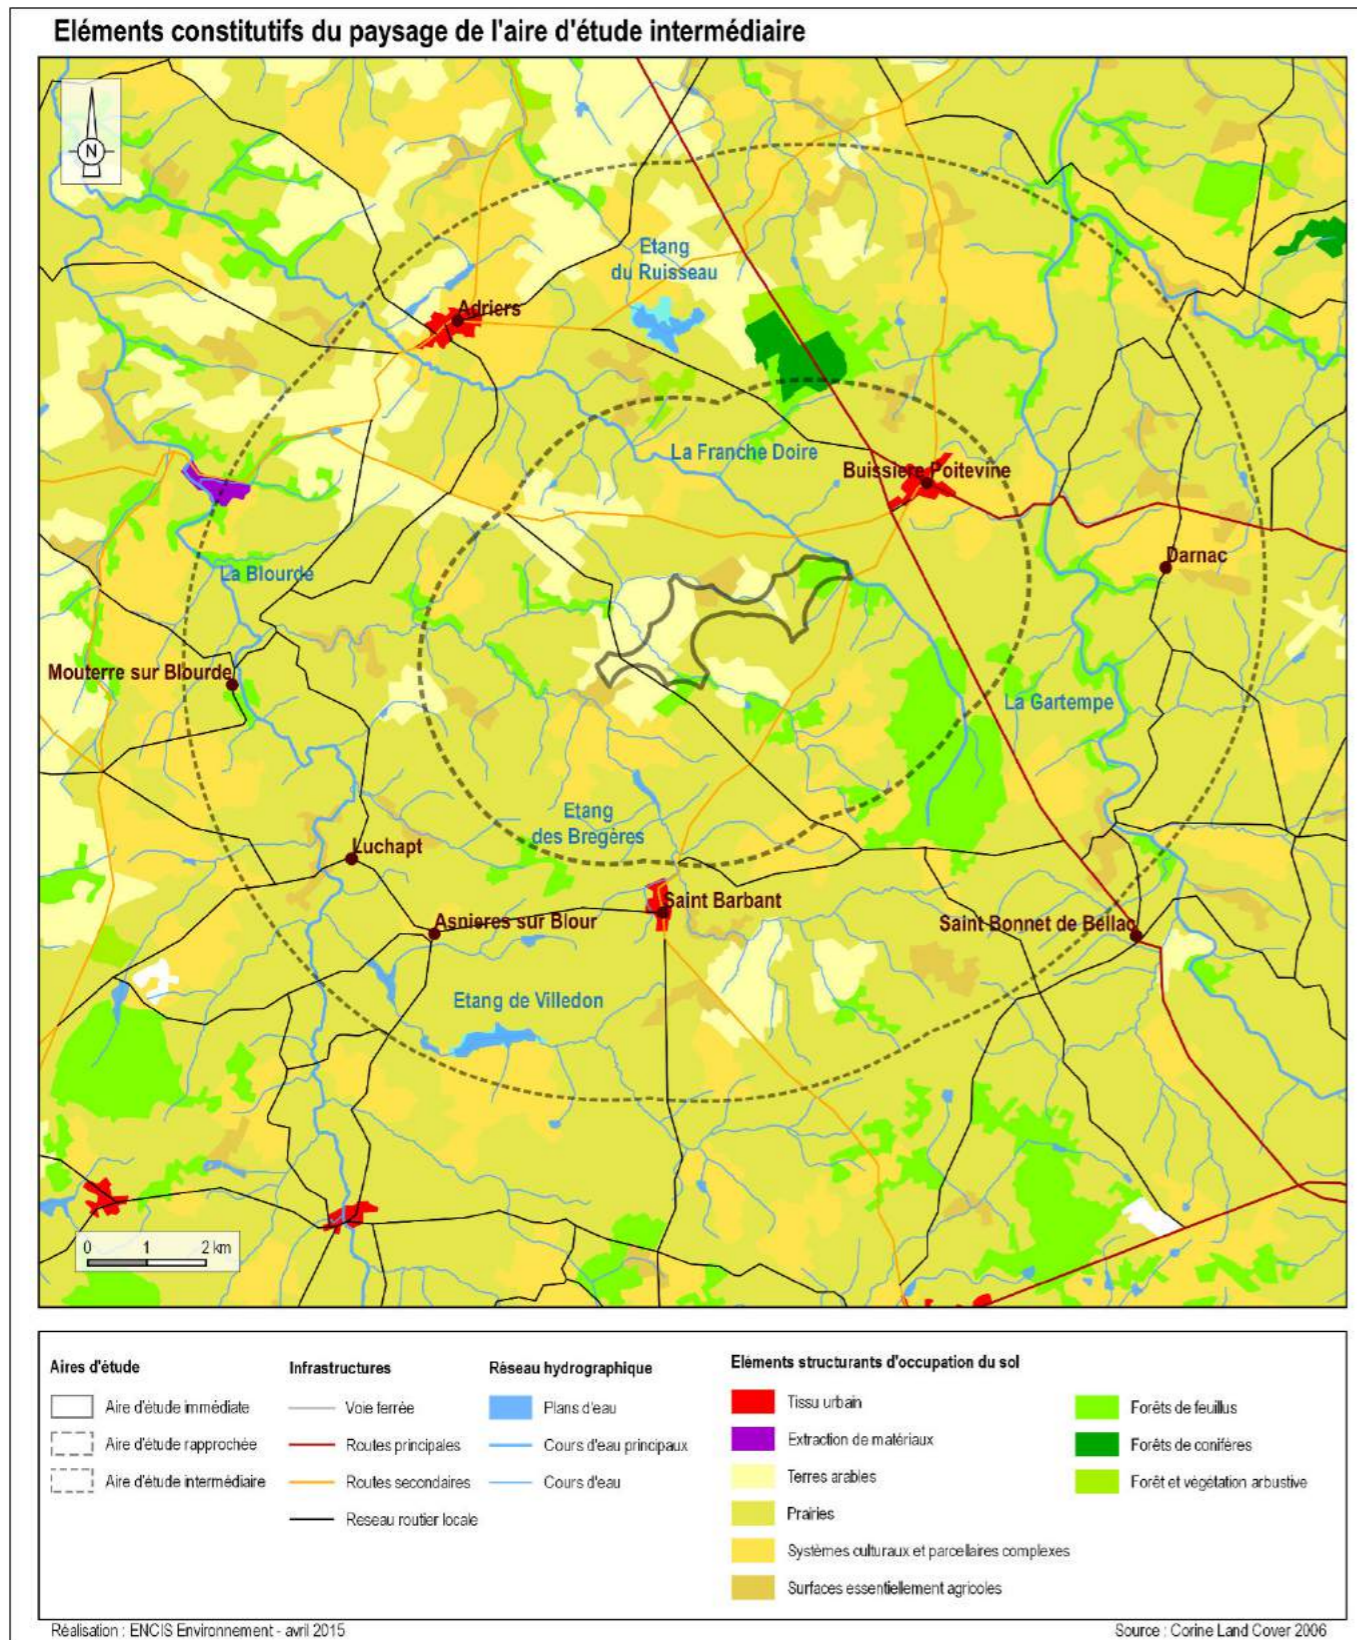 Eléments constitutifs du paysage de l'aire d'étude intermédiaire
N
Etang
du Ruisseau
Adriers
La Franche Doire
Buissiere Poitevine
Darnac
La Blourde
Mouterre sur Blourde
La Gartempe
Etang
des Bregères
Luchapt
Saint Barbant
Asnieres sur Blour
Saint Bonnet de Bellac
Etang de Villedon
0 1 2 km
Aires d'étude
Aire d'étude immédiate
Aire d'étude rapprochée
Aire d'étude intermédiaire
Infrastructures
Voie ferrée
Routes principales
Routes secondaires
Reseau routier locale
Réseau hydrographique
Plans d'eau
Cours d'eau principaux
Cours d'eau
Eléments structurants d'occupation du sol
Tissu urbain
Extraction de matériaux
Terres arables
Prairies
Systèmes culturaux et parcellaires complexes
Surfaces essentiellement agricoles
Forêts de feuillus
Forêts de conifères
Forêt et végétation arbustive
Réalisation : ENCIS Environnement - avril 2015
Source : Corine Land Cover 2006